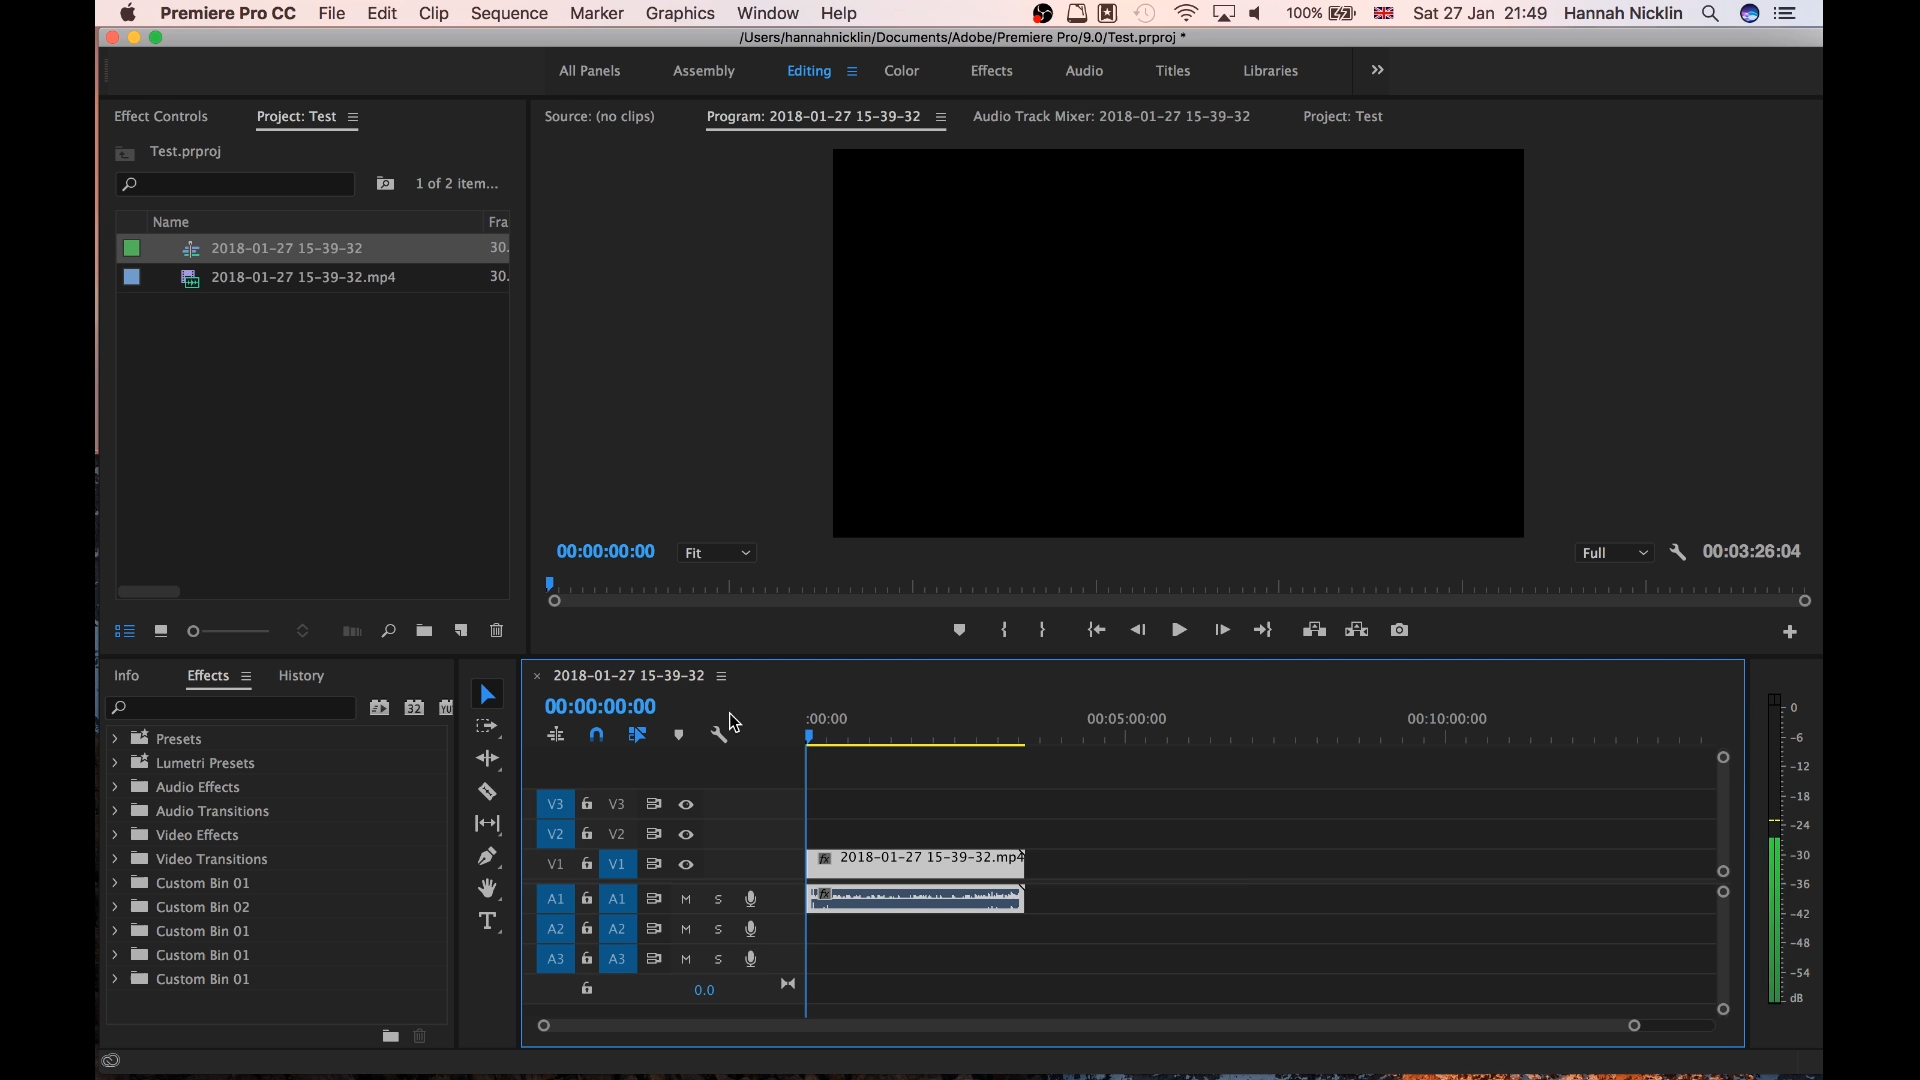 Premiere Pro CC File Edit Clip Sequence Marker Graphics Window Help 100% Sat 27 Jan 21:49 Hannah Nicklin
/Users/hannahnicklin/Documents/Adobe/Premiere Pro/9.0/Test.prproj *
All Panels Assembly Editing Color Effects Audio Titles Libraries
Effect Controls Project: Test
Source: (no clips) Program: 2018-01-27 15-39-32 Audio Track Mixer: 2018-01-27 15-39-32 Project: Test
Test.prproj
1 of 2 item...
Name Fra
2018-01-27 15-39-32 30.
2018-01-27 15-39-32.mp4 30.
00:00:00:00 Fit Full 00:03:26:04
Info Effects History
32 YU
Presets
Lumetri Presets
Audio Effects
Audio Transitions
Video Effects
Video Transitions
Custom Bin 01
Custom Bin 02
Custom Bin 01
Custom Bin 01
Custom Bin 01
T
× 2018-01-27 15-39-32
00:00:00:00
:00:00 00:05:00:00 00:10:00:00
V3 V3
V2 V2
V1 V1 fx 2018-01-27 15-39-32.mp4
A1 A1 M S fx
A2 A2 M S
A3 A3 M S
0.0
0
-6
-12
-18
-24
-30
-36
-42
-48
-54
dB